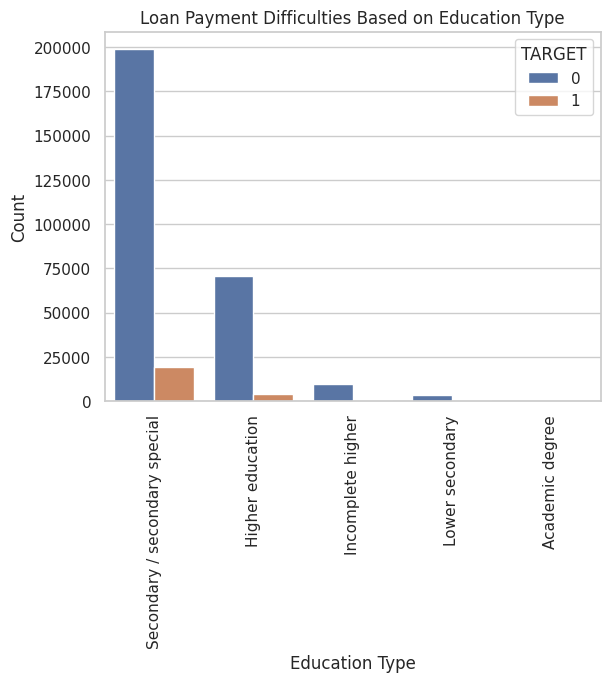 Loan Payment Difficulties Based on Education Type
TARGET
0
1
200000
175000
150000
125000
100000
75000
50000
25000
0
Count
Secondary / secondary special
Higher education
Incomplete higher
Lower secondary
Academic degree
Education Type